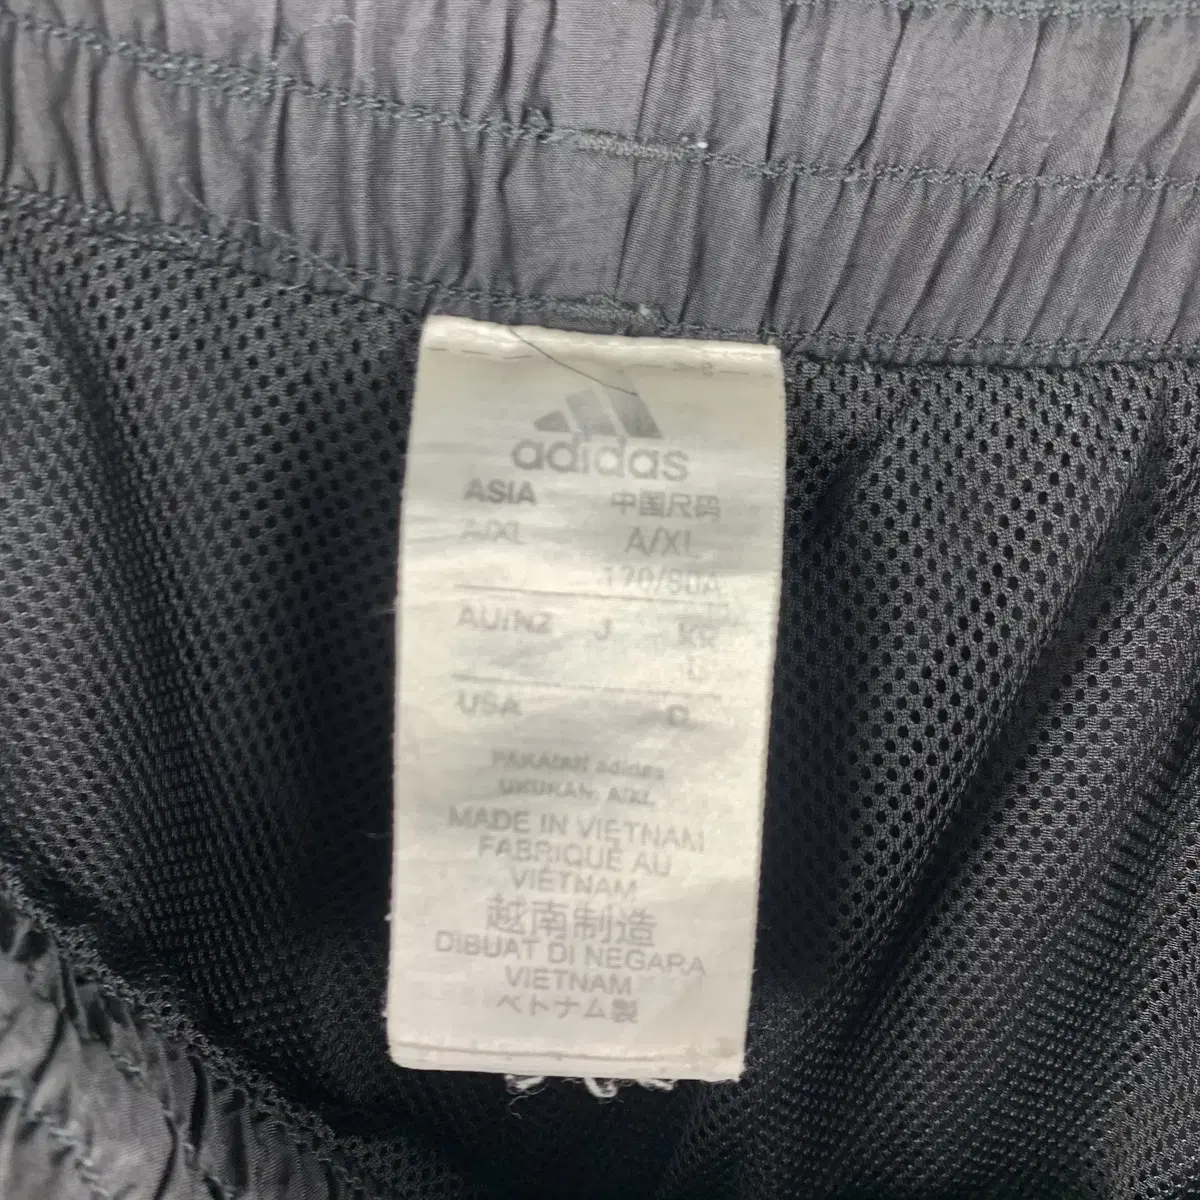 adidas
ASIA 中国尺码
A/XL A/XL
170/90A
AU/NZ J KR
USA D
PAKAIAN adidas
UKURAN: A/XL
MADE IN VIETNAM
FABRIQUÉ AU
VIETNAM
越南制造
DIBUAT DI NEGARA
VIETNAM
ベトナム製